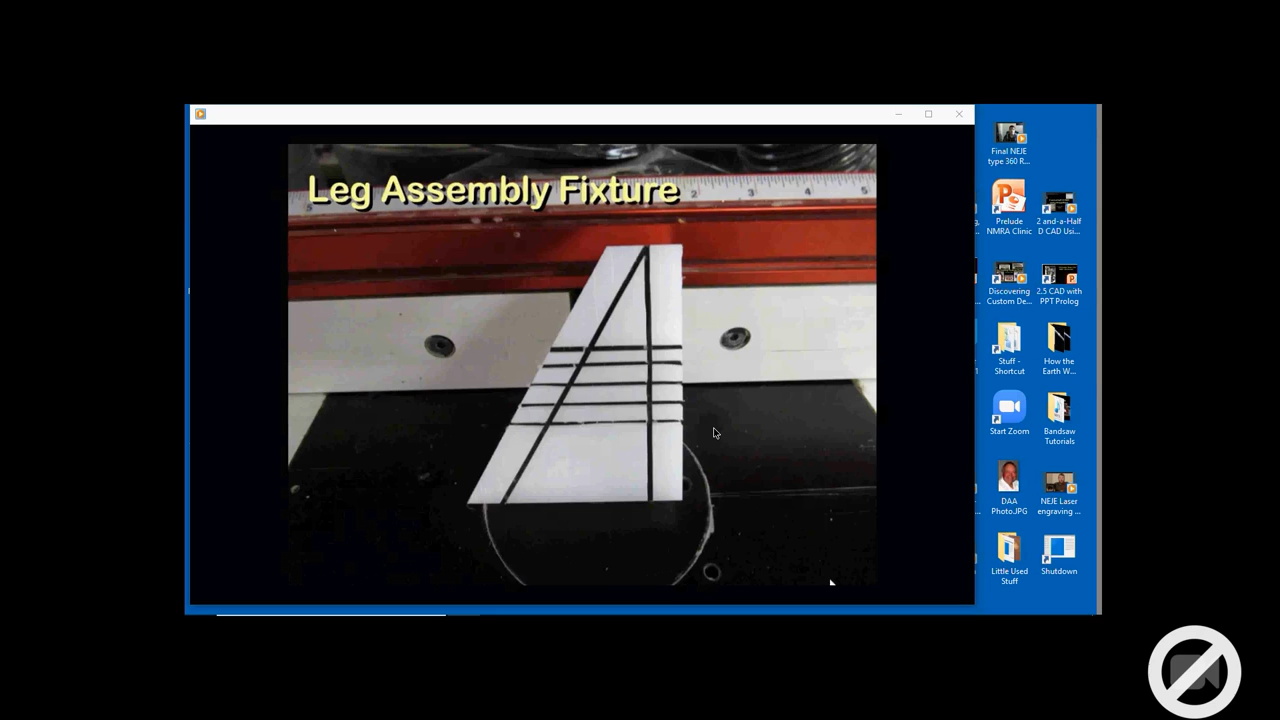 Leg Assembly Fixture
2
3
4
5
Final NEJE
type 360 R...
Prelude
NMRA Clinic
2 and-a-Half
D CAD Usi...
Discovering
Custom De...
2.5 CAD with
PPT Prolog
Stuff -
Shortcut
How the
Earth W...
Start Zoom
Bandsaw
Tutorials
DAA
Photo.JPG
NEJE Laser
engraving ...
Little Used
Stuff
Shutdown